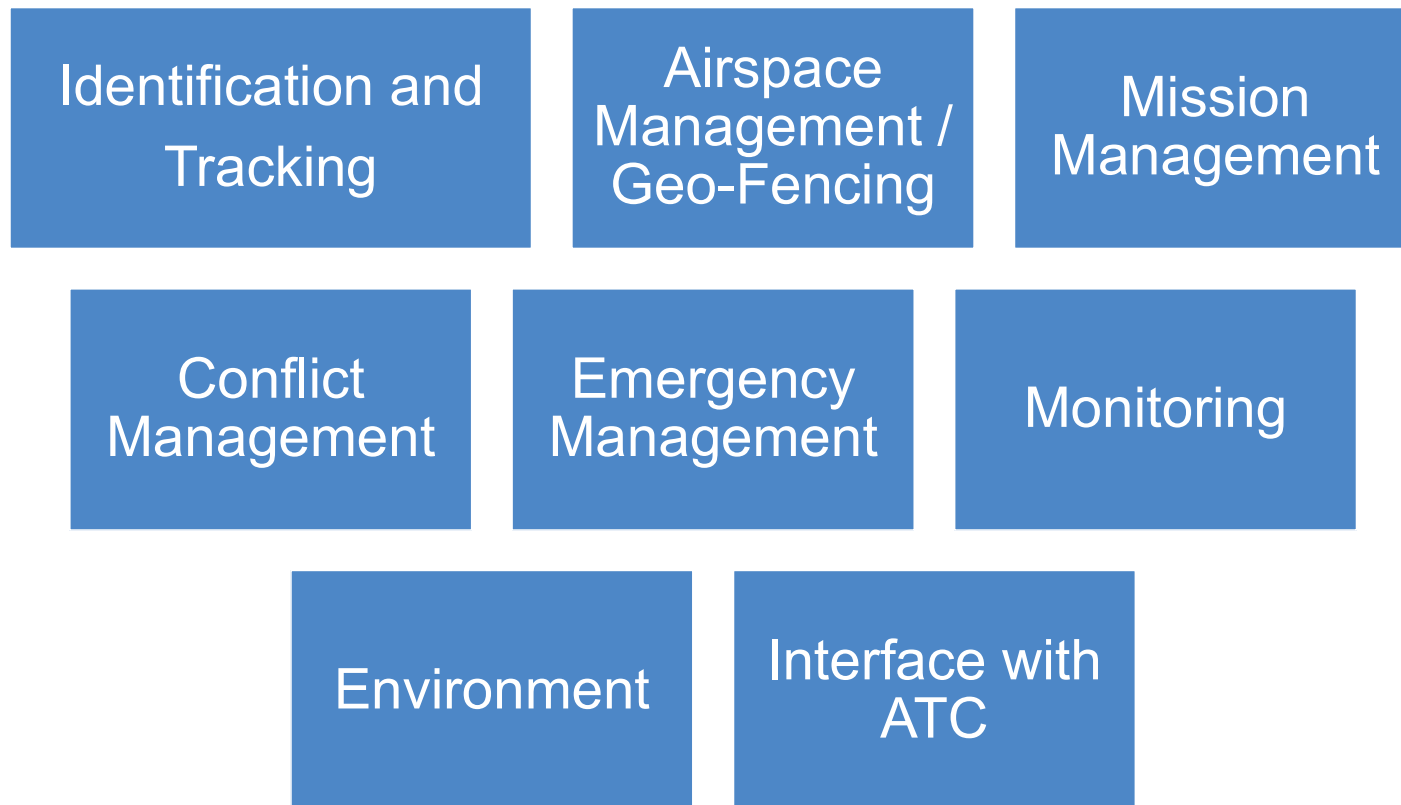 Identification and
Tracking
Airspace
Management /
Geo-Fencing
Mission
Management
Conflict
Management
Emergency
Management
Monitoring
Environment
Interface with
ATC